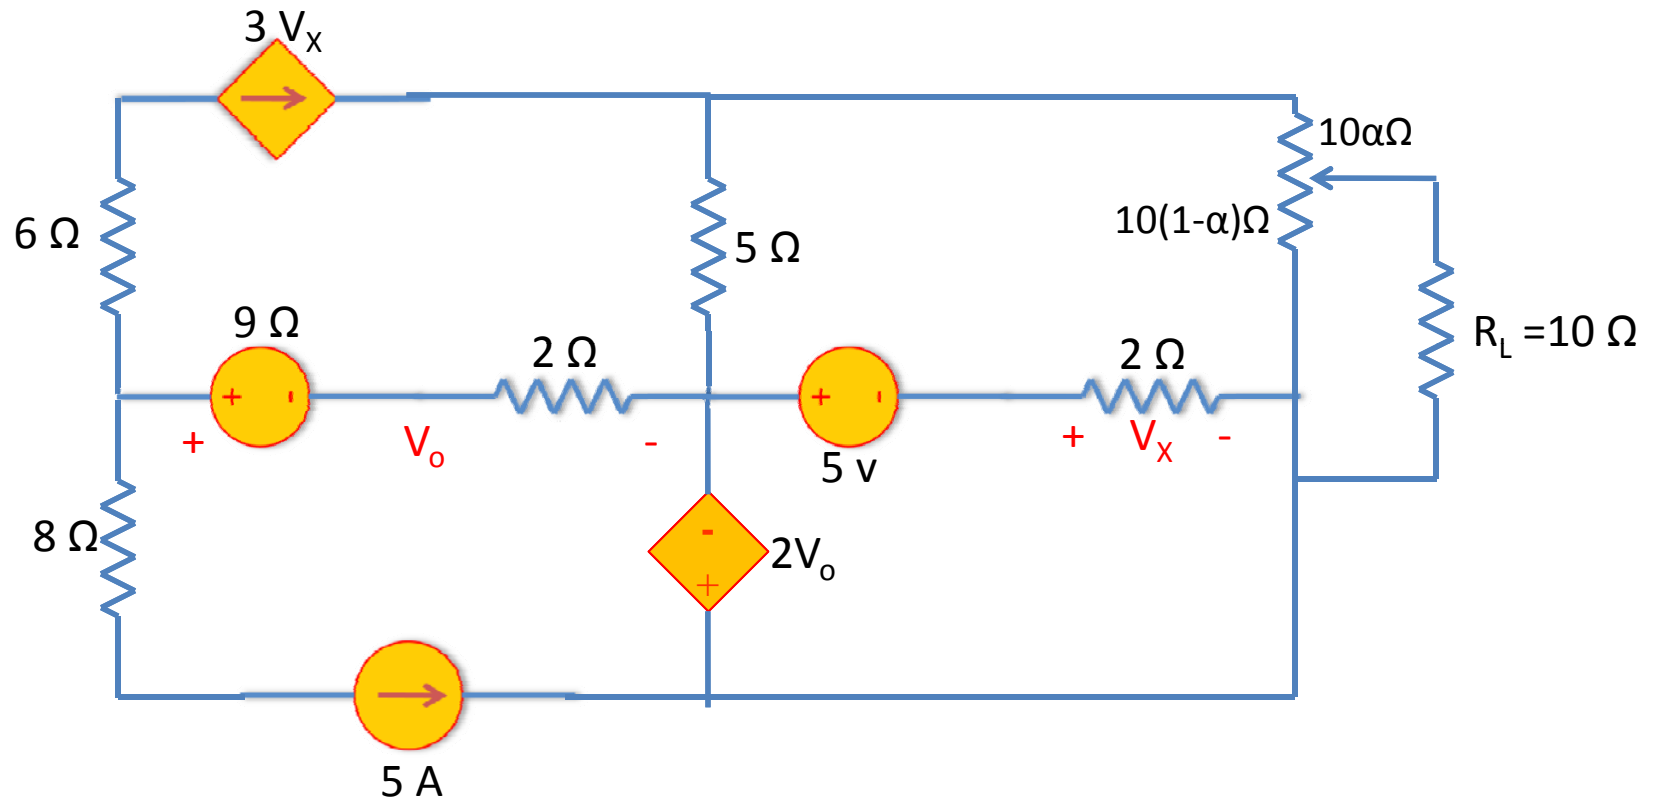 3 Vx
10αΩ
6 Ω
5 Ω
10(1-α)Ω
9 Ω
2 Ω
2 Ω
RL =10 Ω
+ -
+ -
+ Vo -
+ Vx -
5 v
8 Ω
-
+
2Vo
5 A